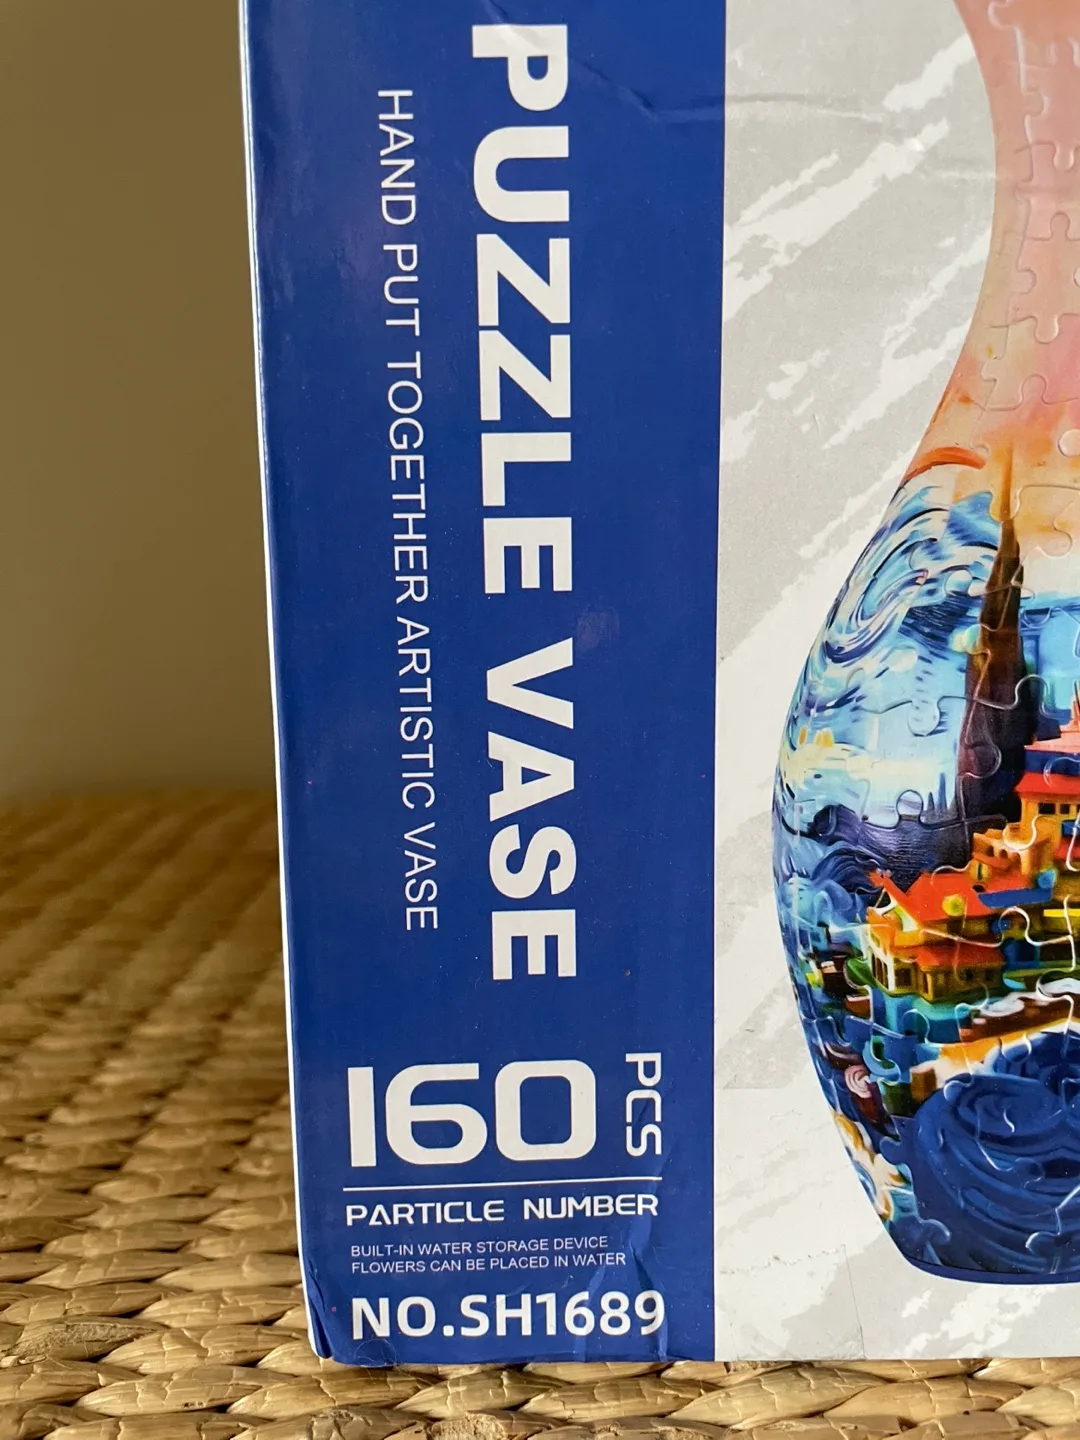 PUZZLE VASE
HAND PUT TOGETHER ARTISTIC VASE
160 PCS
PARTICLE NUMBER
BUILT-IN WATER STORAGE DEVICE
FLOWERS CAN BE PLACED IN WATER
NO.SH1689